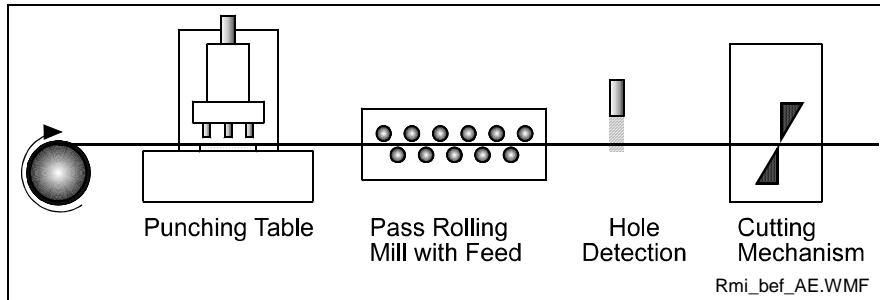 Punching Table
Pass Rolling
Mill with Feed
Hole
Detection
Cutting
Mechanism
Rmi_bef_AE.WMF